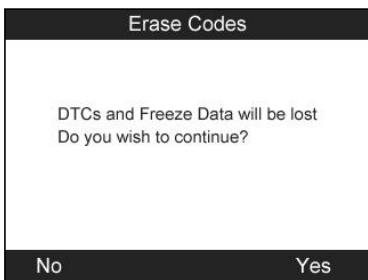 Erase Codes
DTCs and Freeze Data will be lost
Do you wish to continue?
No Yes